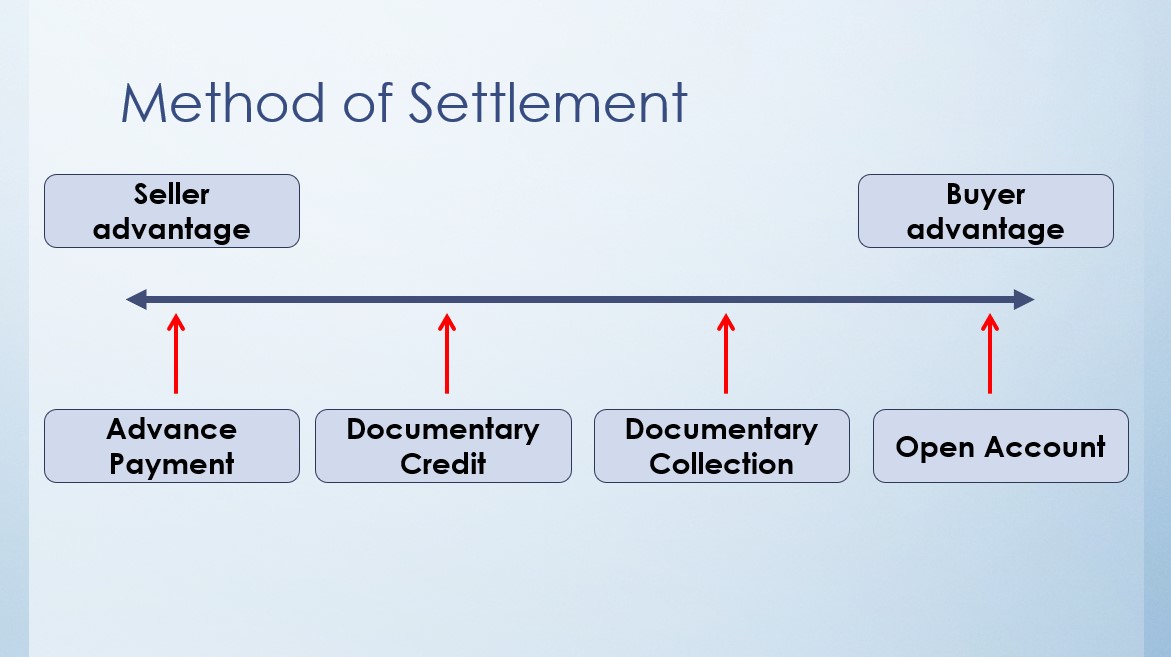 Method of Settlement
Seller
advantage
Buyer
advantage
Advance
Payment
Documentary
Credit
Documentary
Collection
Open Account